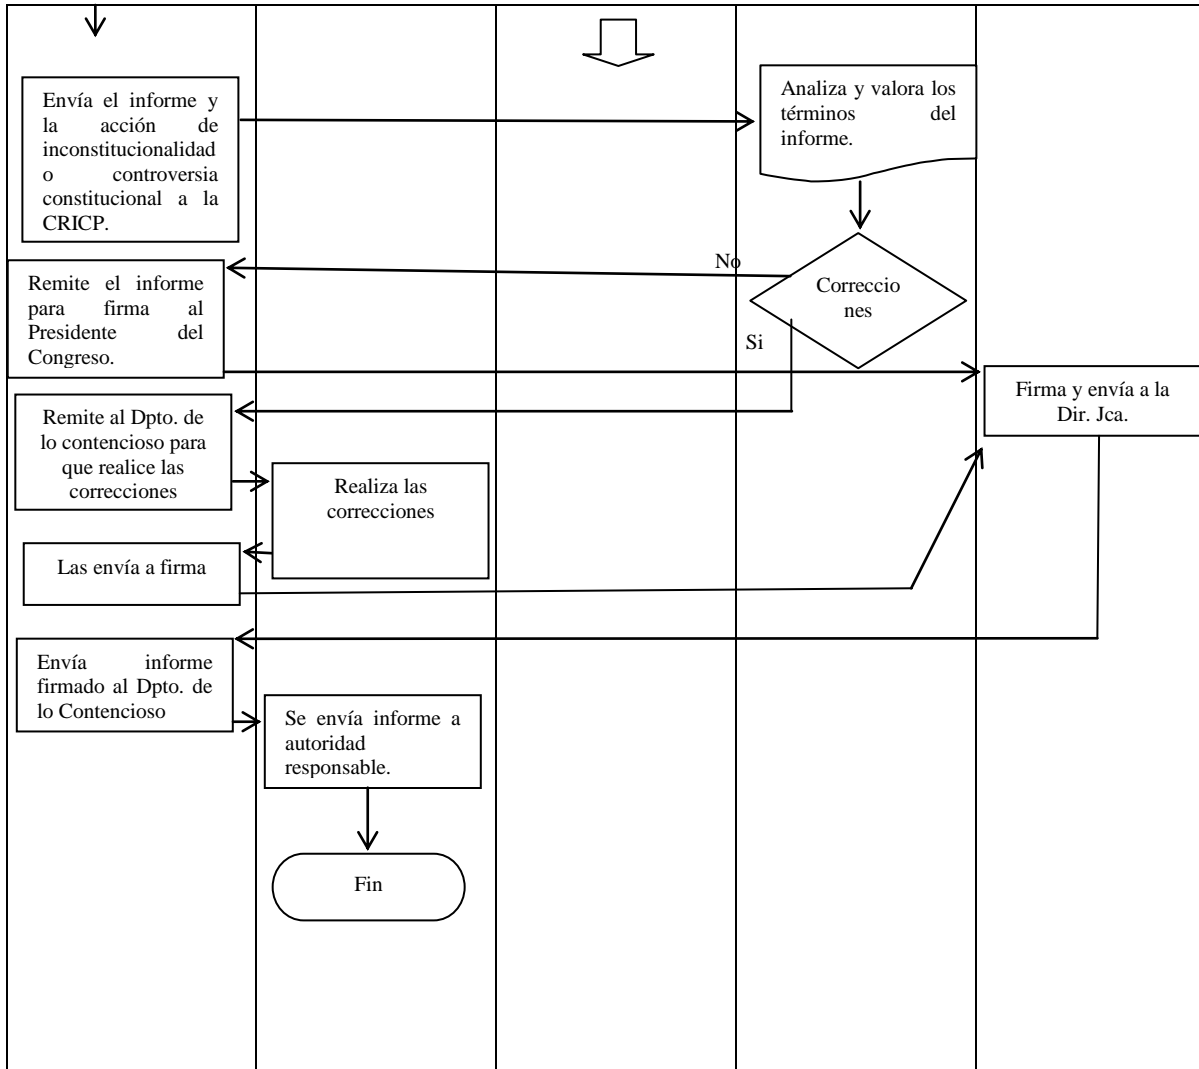 Envía el informe y
la acción de
inconstitucionalidad
o controversia
constitucional a la
CRICP.
Analiza y valora los
términos del
informe.
No
Correccio
nes
Si
Remite el informe
para firma al
Presidente del
Congreso.
Firma y envía a la
Dir. Jca.
Remite al Dpto. de
lo contencioso para
que realice las
correcciones
Realiza las
correcciones
Las envía a firma
Envía informe
firmado al Dpto. de
lo Contencioso
Se envía informe a
autoridad
responsable.
Fin